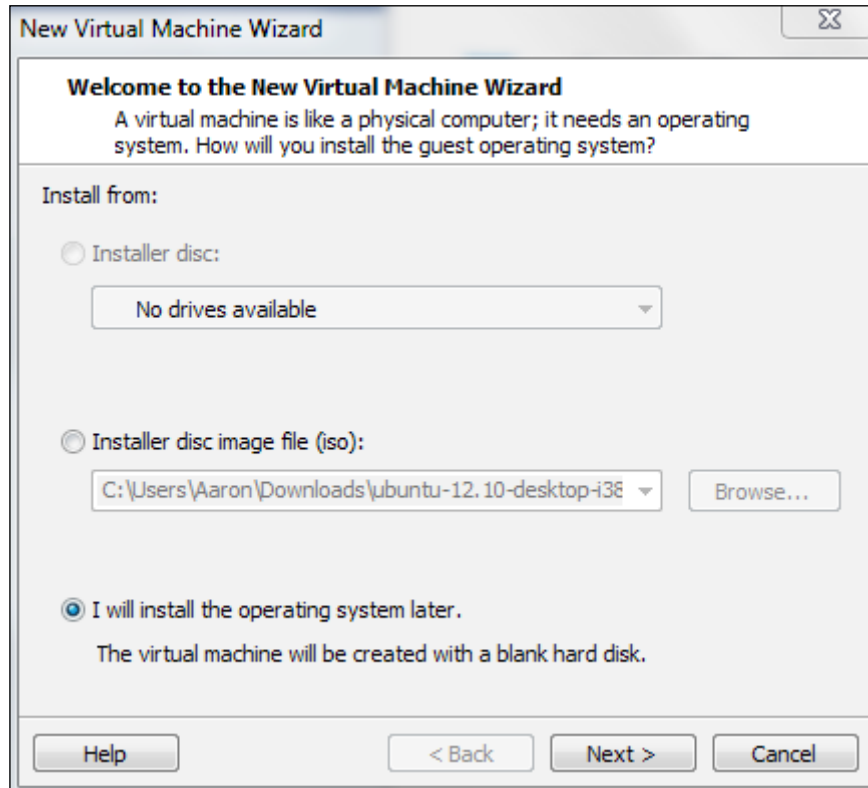 New Virtual Machine Wizard
Welcome to the New Virtual Machine Wizard
A virtual machine is like a physical computer; it needs an operating
system. How will you install the guest operating system?
Install from:
Installer disc:
No drives available
Installer disc image file (iso):
C:\Users\Aaron\Downloads\ubuntu-12.10-desktop-i38
Browse...
I will install the operating system later.
The virtual machine will be created with a blank hard disk.
Help
< Back
Next >
Cancel